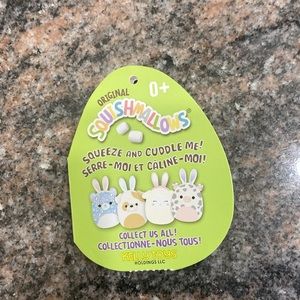 ORIGINAL
SQUISHMALLOWS
0+
SQUEEZE AND CUDDLE ME!
SERRE-MOI ET CALINE-MOI!
COLLECT US ALL!
COLLECTIONNE-NOUS TOUS!
KELLYTOYS
HOLDINGS LLC